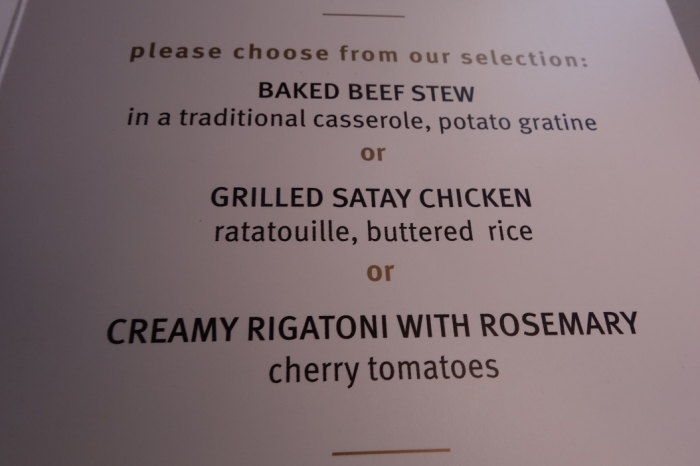 please choose from our selection:
BAKED BEEF STEW
in a traditional casserole, potato gratine
or
GRILLED SATAY CHICKEN
ratatouille, buttered rice
or
CREAMY RIGATONI WITH ROSEMARY
cherry tomatoes